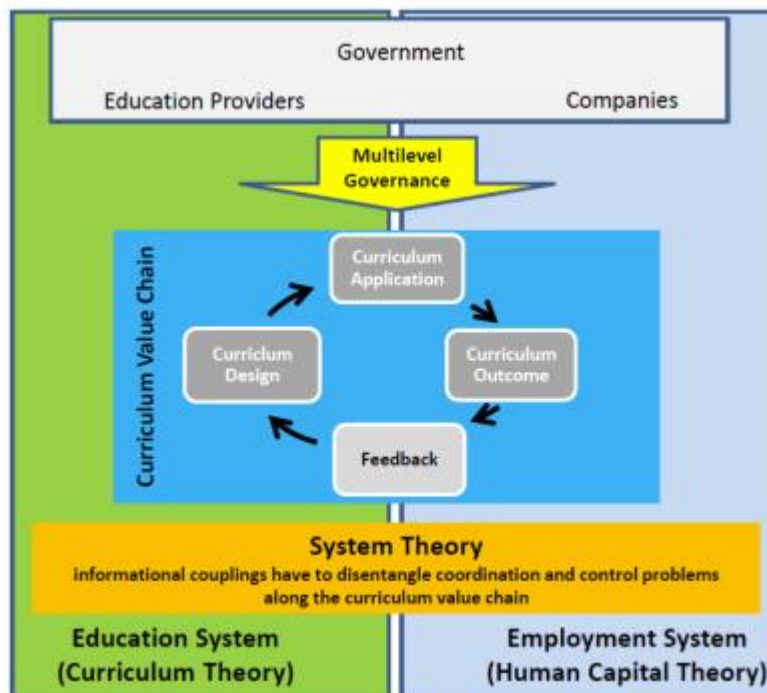 Government
Education Providers
Companies
Multilevel
Governance
Curriculum Value Chain
Curriculum
Application
Curriclum
Design
Curriculum
Outcome
Feedback
System Theory
informational couplings have to disentangle coordination and control problems
along the curriculum value chain
Education System
(Curriculum Theory)
Employment System
(Human Capital Theory)